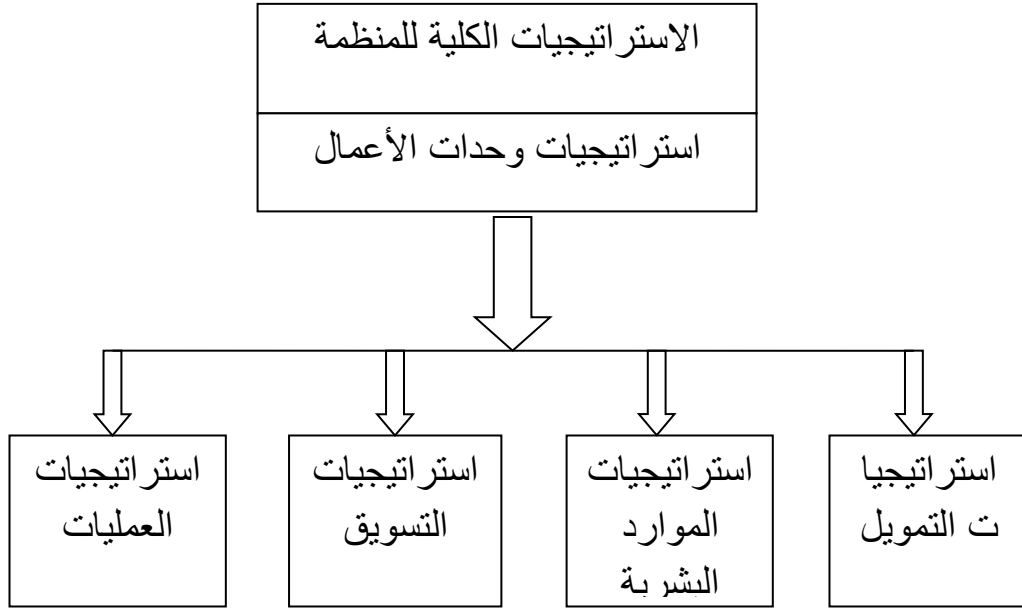 الاستراتيجيات الكلية للمنظمة
استراتيجيات وحدات الأعمال
استراتيجيا
ت التمويل
استراتيجيات
الموارد
البشرية
استراتيجيات
التسويق
استراتيجيات
العمليات